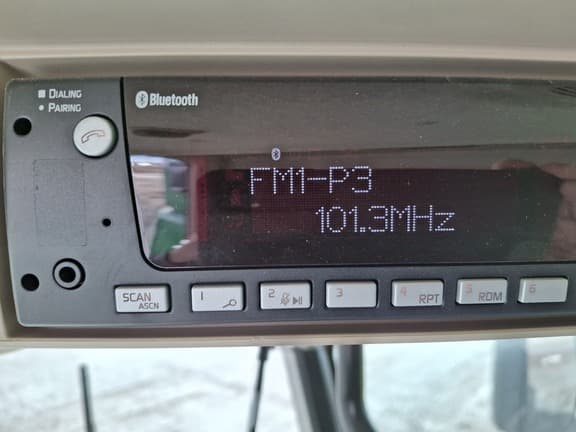 ■ DIALING
● PAIRING
Bluetooth
FM1-P3
101.3MHz
SCAN
ASCN
1
2
3
4
RPT
5
RDM
6